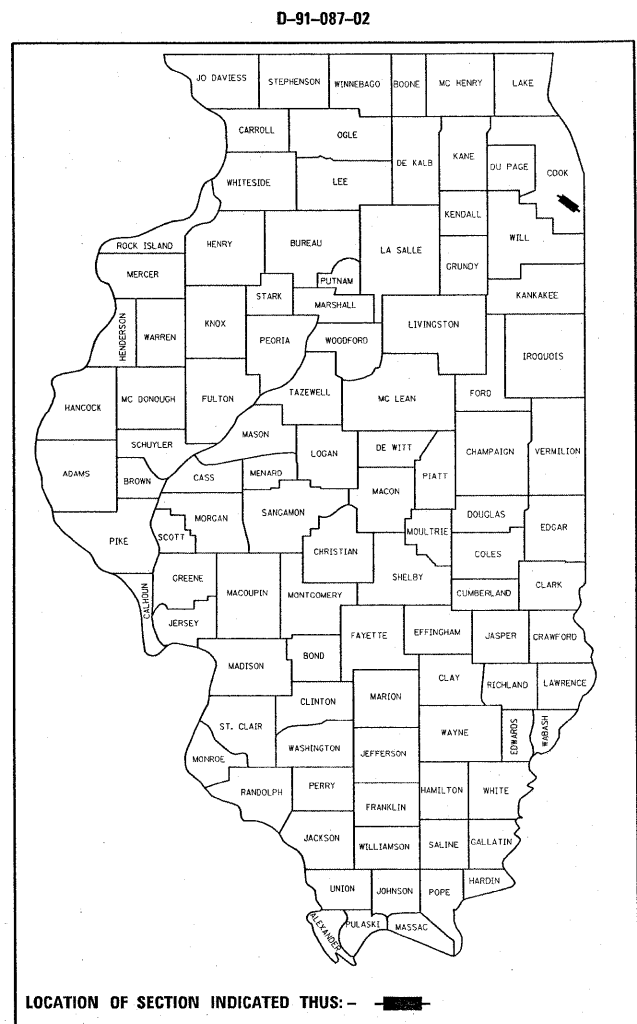 D-91-087-02
JO DAVIESS
STEPHENSON
WINNEBAGO
BOONE
MC HENRY
LAKE
CARROLL
OGLE
DE KALB
KANE
DU PAGE
COOK
WHITESIDE
LEE
KENDALL
ROCK ISLAND
HENRY
BUREAU
LA SALLE
WILL
GRUNDY
MERCER
PUTNAM
STARK
MARSHALL
KANKAKEE
HENDERSON
WARREN
KNOX
PEORIA
WOODFORD
LIVINGSTON
IROQUOIS
HANCOCK
MC DONOUGH
FULTON
TAZEWELL
MC LEAN
FORD
SCHUYLER
MASON
LOGAN
DE WITT
CHAMPAIGN
VERMILION
ADAMS
BROWN
CASS
MENARD
MACON
PIATT
PIKE
SCOTT
MORGAN
SANGAMON
CHRISTIAN
MOULTRIE
DOUGLAS
EDGAR
COLES
CALHOUN
GREENE
MACOUPIN
MONTGOMERY
SHELBY
CUMBERLAND
CLARK
JERSEY
FAYETTE
EFFINGHAM
JASPER
CRAWFORD
MADISON
BOND
CLAY
RICHLAND
LAWRENCE
CLINTON
MARION
ST. CLAIR
WAYNE
EDWARDS
WABASH
MONROE
WASHINGTON
JEFFERSON
RANDOLPH
PERRY
HAMILTON
WHITE
FRANKLIN
JACKSON
WILLIAMSON
SALINE
GALLATIN
UNION
JOHNSON
POPE
HARDIN
ALEXANDER
PULASKI
MASSAC
LOCATION OF SECTION INDICATED THUS: -